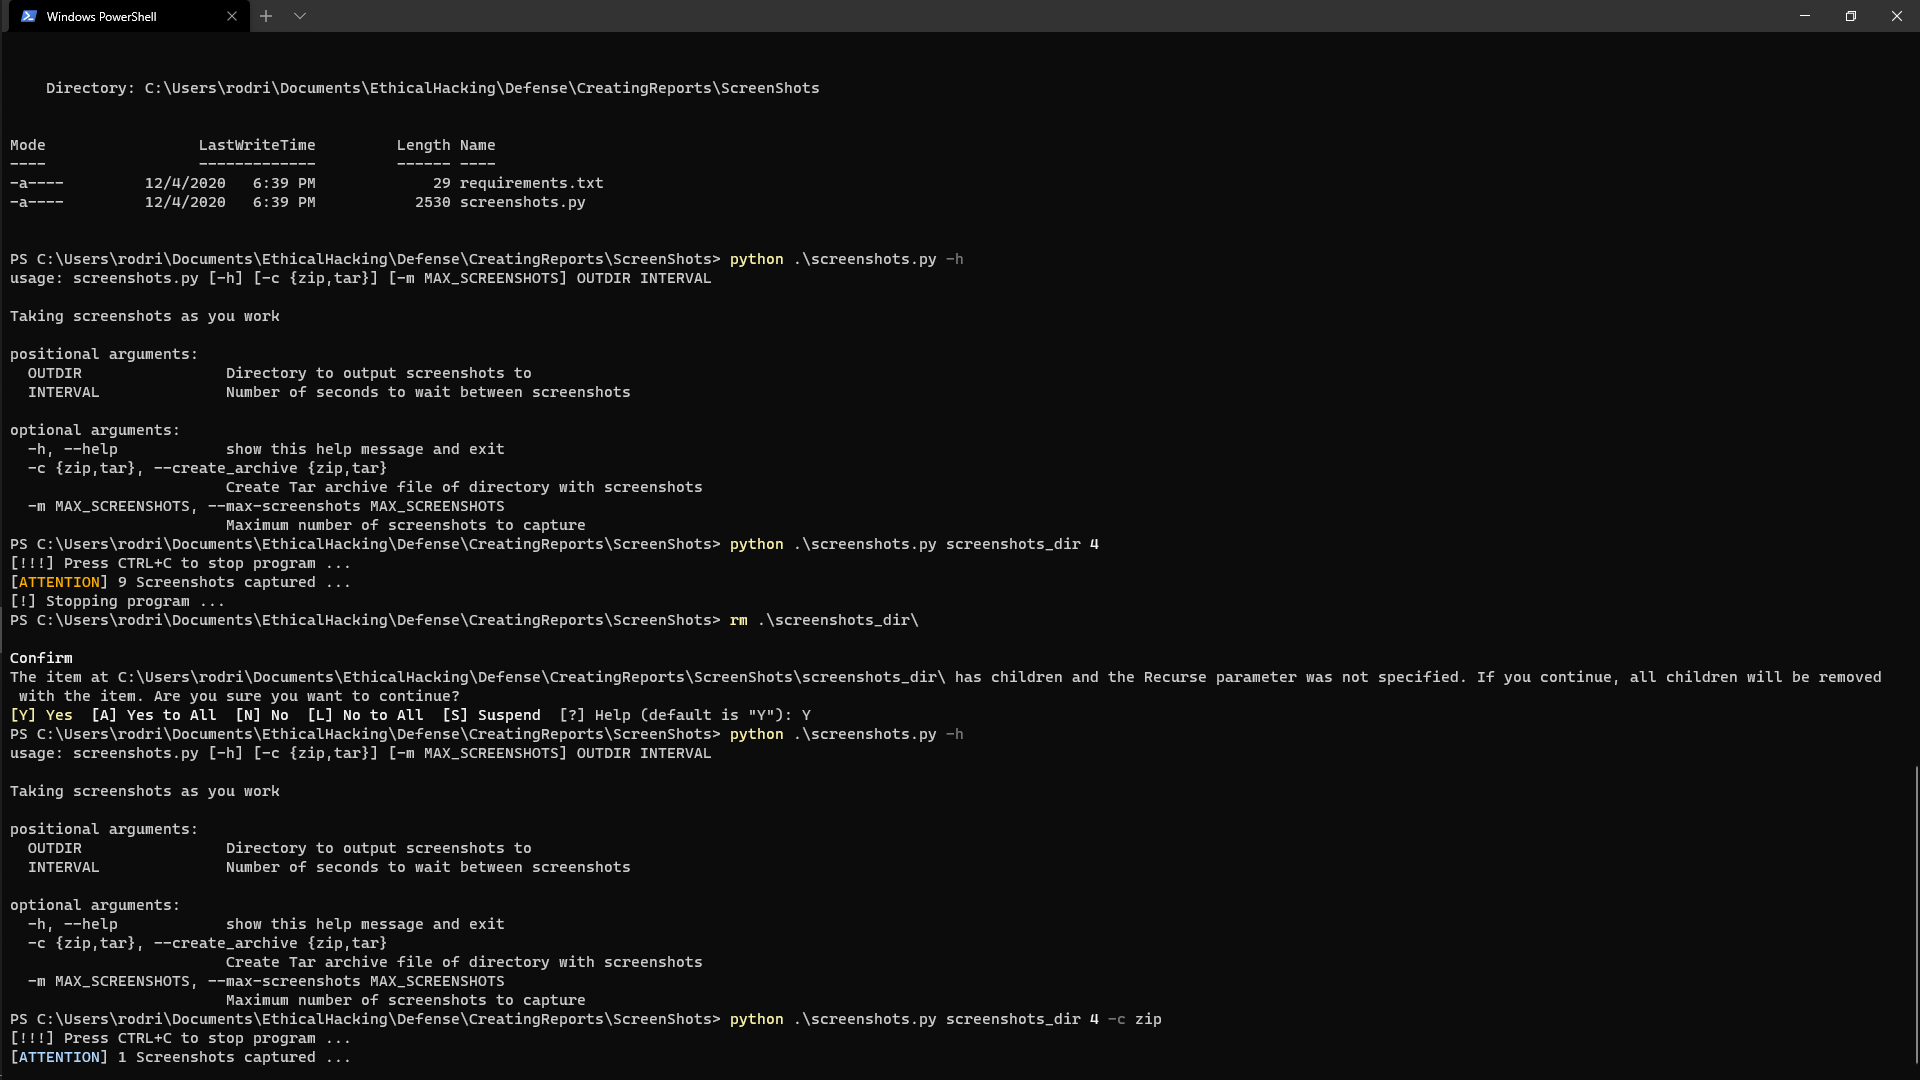 Windows PowerShell
    Directory: C:\Users\rodri\Documents\EthicalHacking\Defense\CreatingReports\ScreenShots
Mode                 LastWriteTime         Length Name
----                 -------------         ------ ----
-a----         12/4/2020   6:39 PM             29 requirements.txt
-a----         12/4/2020   6:39 PM           2530 screenshots.py
PS C:\Users\rodri\Documents\EthicalHacking\Defense\CreatingReports\ScreenShots> python .\screenshots.py -h
usage: screenshots.py [-h] [-c {zip,tar}] [-m MAX_SCREENSHOTS] OUTDIR INTERVAL
Taking screenshots as you work
positional arguments:
  OUTDIR                Directory to output screenshots to
  INTERVAL              Number of seconds to wait between screenshots
optional arguments:
  -h, --help            show this help message and exit
  -c {zip,tar}, --create_archive {zip,tar}
                        Create Tar archive file of directory with screenshots
  -m MAX_SCREENSHOTS, --max-screenshots MAX_SCREENSHOTS
                        Maximum number of screenshots to capture
PS C:\Users\rodri\Documents\EthicalHacking\Defense\CreatingReports\ScreenShots> python .\screenshots.py screenshots_dir 4
[!!!] Press CTRL+C to stop program ...
[ATTENTION] 9 Screenshots captured ...
[!] Stopping program ...
PS C:\Users\rodri\Documents\EthicalHacking\Defense\CreatingReports\ScreenShots> rm .\screenshots_dir\
Confirm
The item at C:\Users\rodri\Documents\EthicalHacking\Defense\CreatingReports\ScreenShots\screenshots_dir\ has children and the Recurse parameter was not specified. If you continue, all children will be removed
 with the item. Are you sure you want to continue?
[Y] Yes  [A] Yes to All  [N] No  [L] No to All  [S] Suspend  [?] Help (default is "Y"): Y
PS C:\Users\rodri\Documents\EthicalHacking\Defense\CreatingReports\ScreenShots> python .\screenshots.py -h
usage: screenshots.py [-h] [-c {zip,tar}] [-m MAX_SCREENSHOTS] OUTDIR INTERVAL
Taking screenshots as you work
positional arguments:
  OUTDIR                Directory to output screenshots to
  INTERVAL              Number of seconds to wait between screenshots
optional arguments:
  -h, --help            show this help message and exit
  -c {zip,tar}, --create_archive {zip,tar}
                        Create Tar archive file of directory with screenshots
  -m MAX_SCREENSHOTS, --max-screenshots MAX_SCREENSHOTS
                        Maximum number of screenshots to capture
PS C:\Users\rodri\Documents\EthicalHacking\Defense\CreatingReports\ScreenShots> python .\screenshots.py screenshots_dir 4 -c zip
[!!!] Press CTRL+C to stop program ...
[ATTENTION] 1 Screenshots captured ...